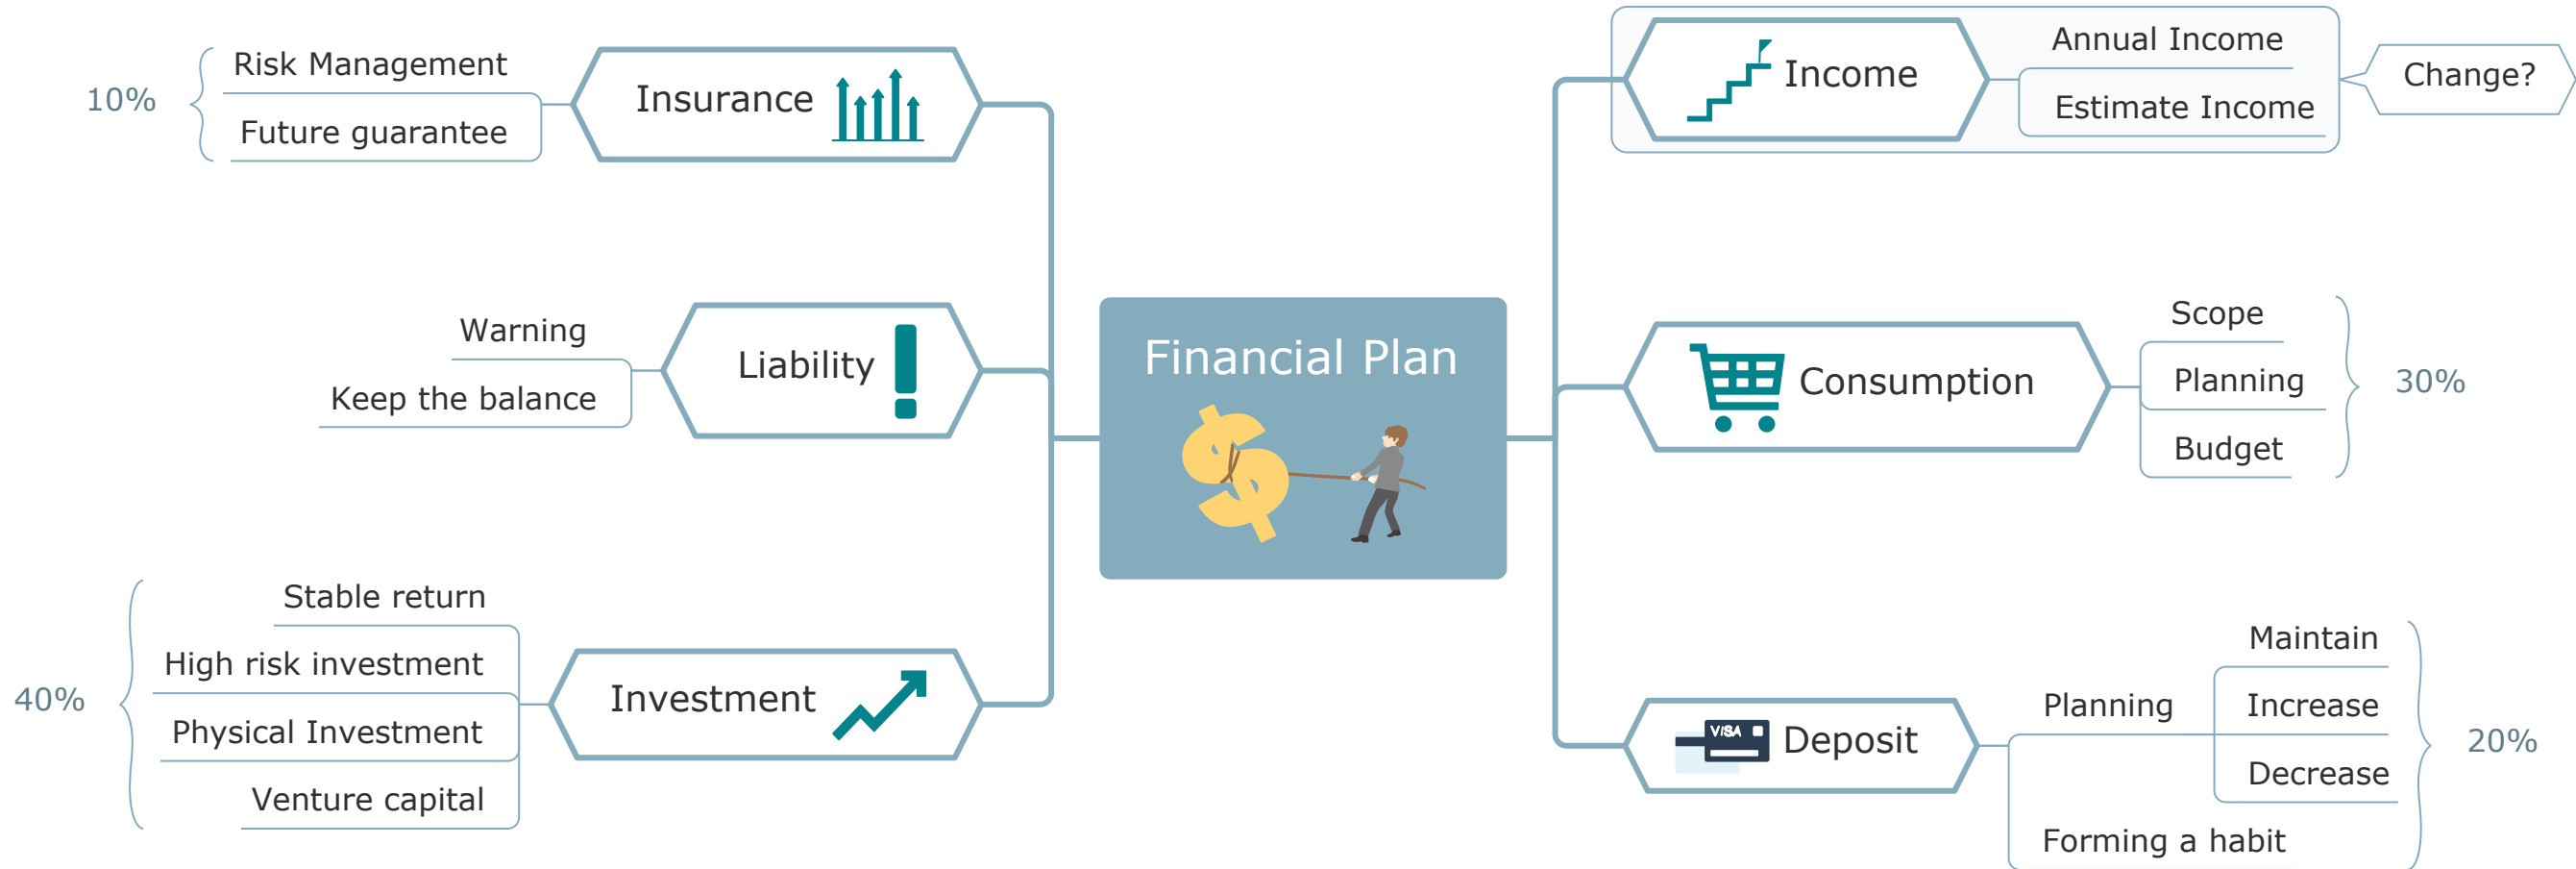 Financial Plan
Insurance
Risk Management
Future guarantee
10%
Liability
Warning
Keep the balance
Investment
Stable return
High risk investment
Physical Investment
Venture capital
40%
Income
Annual Income
Estimate Income
Change?
Consumption
Scope
Planning
Budget
30%
VISA
Deposit
Planning
Maintain
Increase
Decrease
Forming a habit
20%